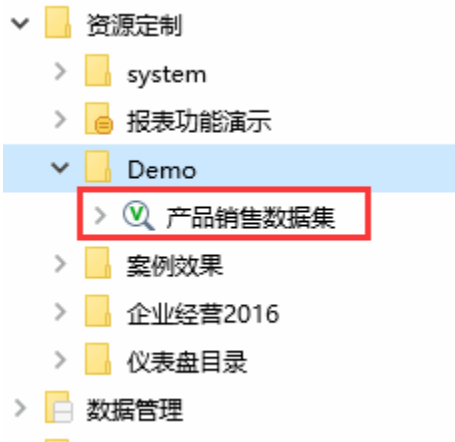 资源定制
system
报表功能演示
Demo
产品销售数据集
案例效果
企业经营2016
仪表盘目录
数据管理